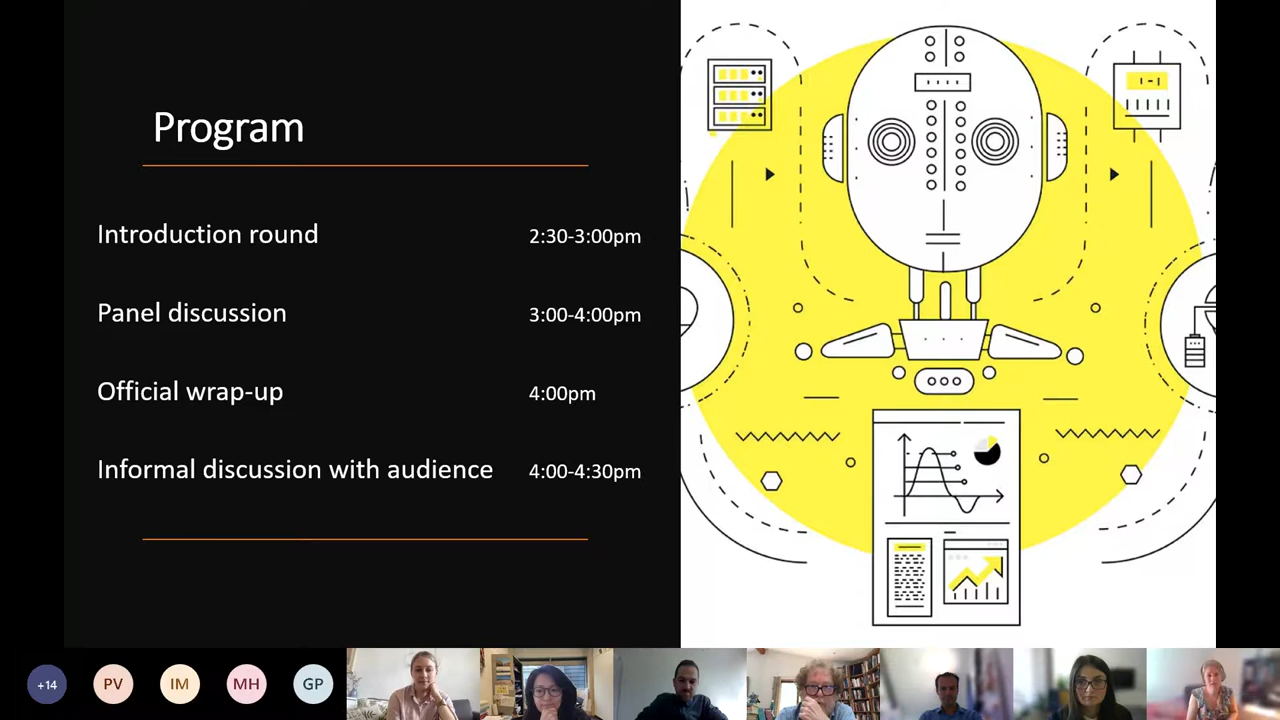 Program
Introduction round 2:30-3:00pm
Panel discussion 3:00-4:00pm
Official wrap-up 4:00pm
Informal discussion with audience 4:00-4:30pm
+14 PV IM MH GP